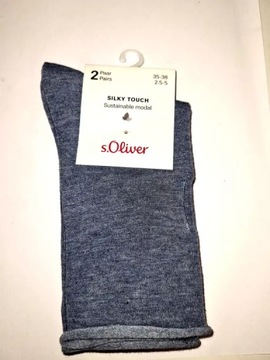 2 Paar
Pairs
35-38
2.5-5
SILKY TOUCH
Sustainable modal
s.Oliver